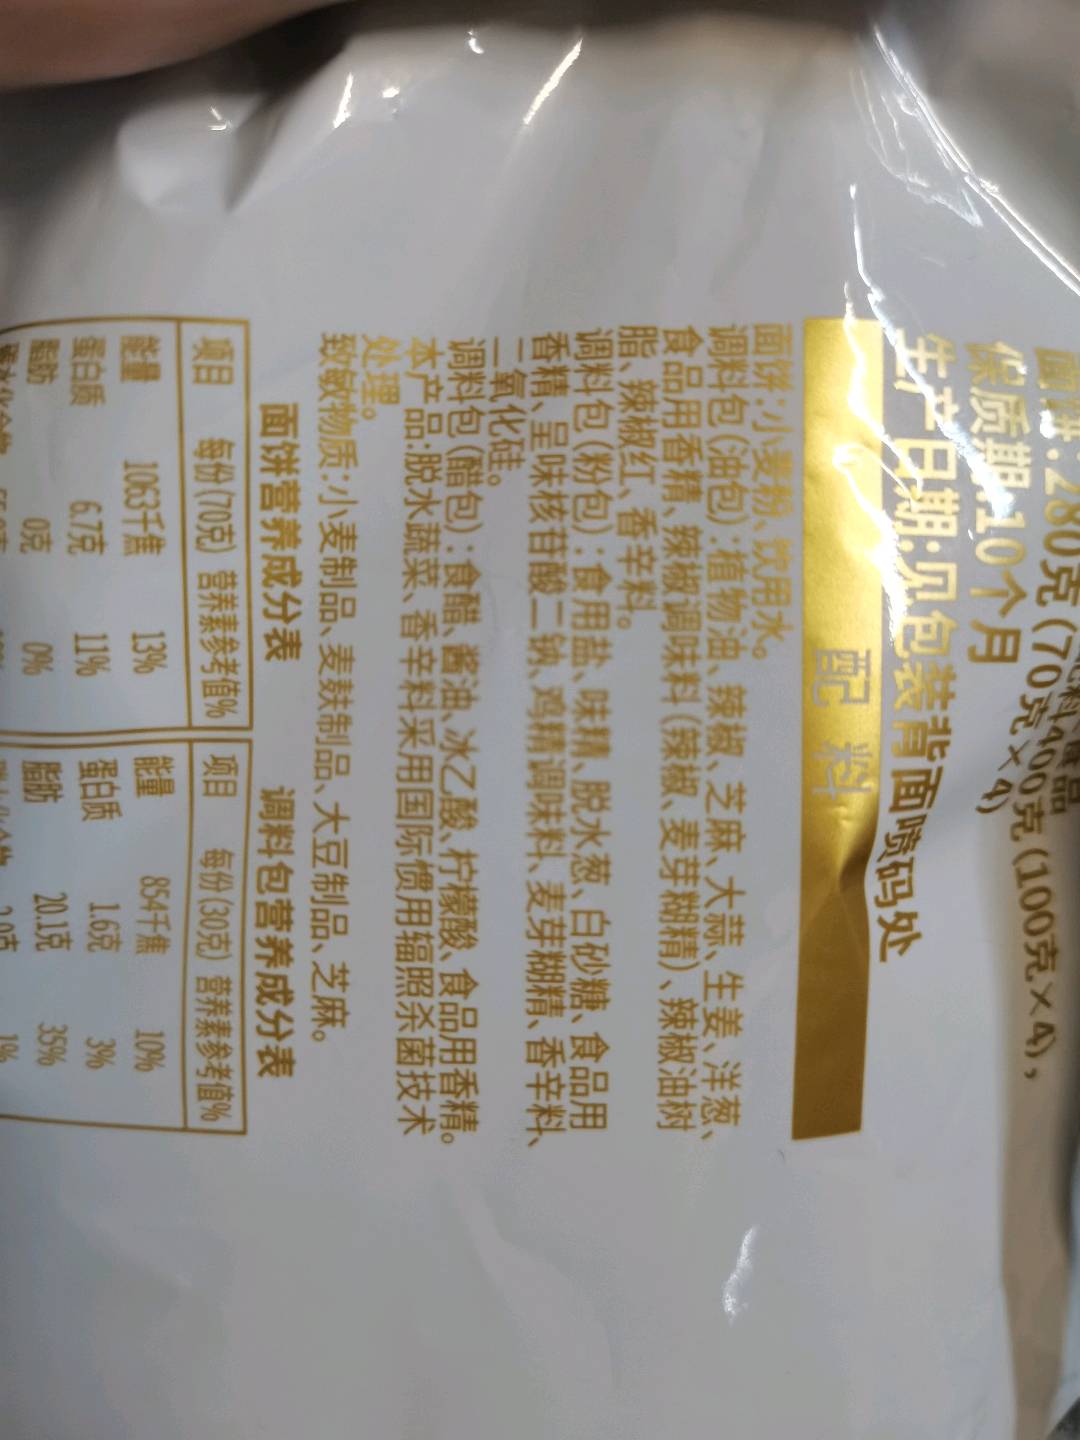 面饼:280克(70克×4)
保质期:10个月
生产日期:见包装背面喷码处
配 料
面饼:小麦粉、饮用水。
调料包(油包):植物油、辣椒、芝麻、大蒜、生姜、洋葱、
食品用香精、辣椒调味料(辣椒、麦芽糊精)、辣椒油树
脂、辣椒红、香辛料。
调料包(粉包):食用盐、味精、脱水葱、白砂糖、食品用
香精、呈味核苷酸二钠、鸡精调味料、麦芽糊精、香辛料、
二氧化硅。
调料包(醋包):食醋、酱油、冰乙酸、柠檬酸、食品用香精。
本产品:脱水蔬菜、香辛料采用国际惯用辐照杀菌技术
处理。
致敏物质:小麦制品、麦麸制品、大豆制品、芝麻。
面饼营养成分表
项目 每份(70克) 营养素参考值%
能量 1063千焦 13%
蛋白质 6.7克 11%
脂肪 0克 0%
调料包营养成分表
项目 每份(30克) 营养素参考值%
能量 854千焦 10%
蛋白质 1.6克 3%
脂肪 20.1克 35%